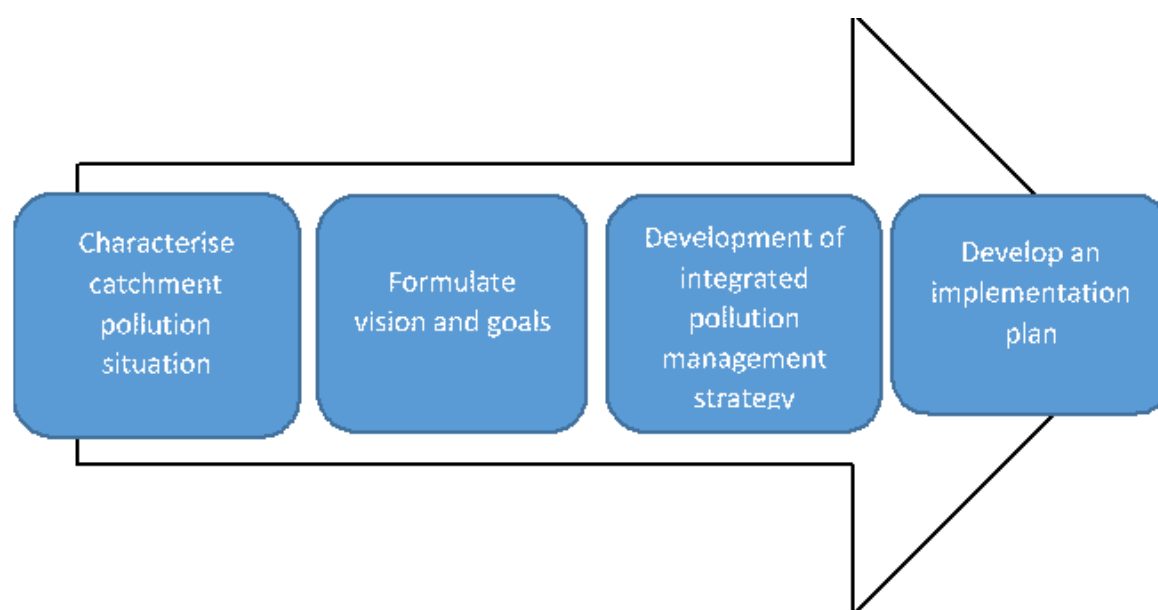 Characterise
catchment
pollution
situation
Formulate
vision and goals
Development of
integrated
pollution
management
strategy
Develop an
implementation
plan